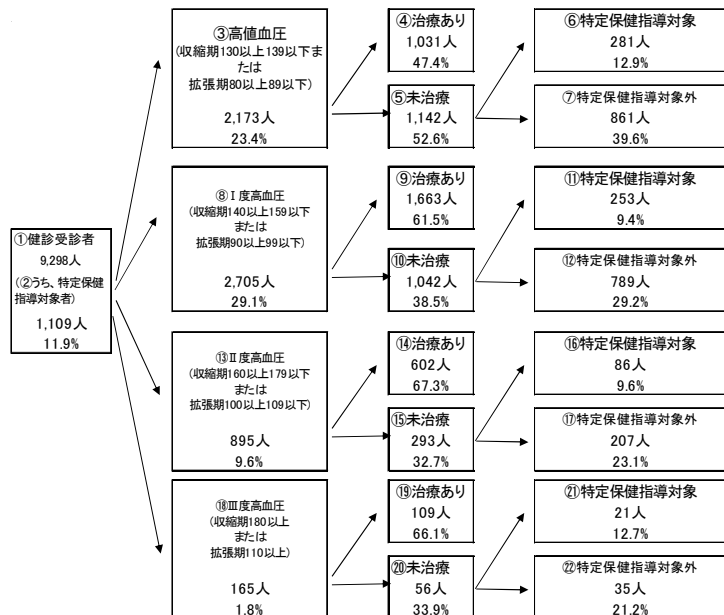 ①健診受診者
9,298人
(②うち、特定保健
指導対象者)
1,109人
11.9%
③高値血圧
(収縮期130以上139以下ま
たは
拡張期80以上89以下)
2,173人
23.4%
④治療あり
1,031人
47.4%
⑤未治療
1,142人
52.6%
⑥特定保健指導対象
281人
12.9%
⑦特定保健指導対象外
861人
39.6%
⑧Ⅰ度高血圧
(収縮期140以上159以下
または
拡張期90以上99以下)
2,705人
29.1%
⑨治療あり
1,663人
61.5%
⑩未治療
1,042人
38.5%
⑪特定保健指導対象
253人
9.4%
⑫特定保健指導対象外
789人
29.2%
⑬Ⅱ度高血圧
(収縮期160以上179以下
または
拡張期100以上109以下)
895人
9.6%
⑭治療あり
602人
67.3%
⑮未治療
293人
32.7%
⑯特定保健指導対象
86人
9.6%
⑰特定保健指導対象外
207人
23.1%
⑱Ⅲ度高血圧
(収縮期180以上
または
拡張期110以上)
165人
1.8%
⑲治療あり
109人
66.1%
⑳未治療
56人
33.9%
㉑特定保健指導対象
21人
12.7%
㉒特定保健指導対象外
35人
21.2%